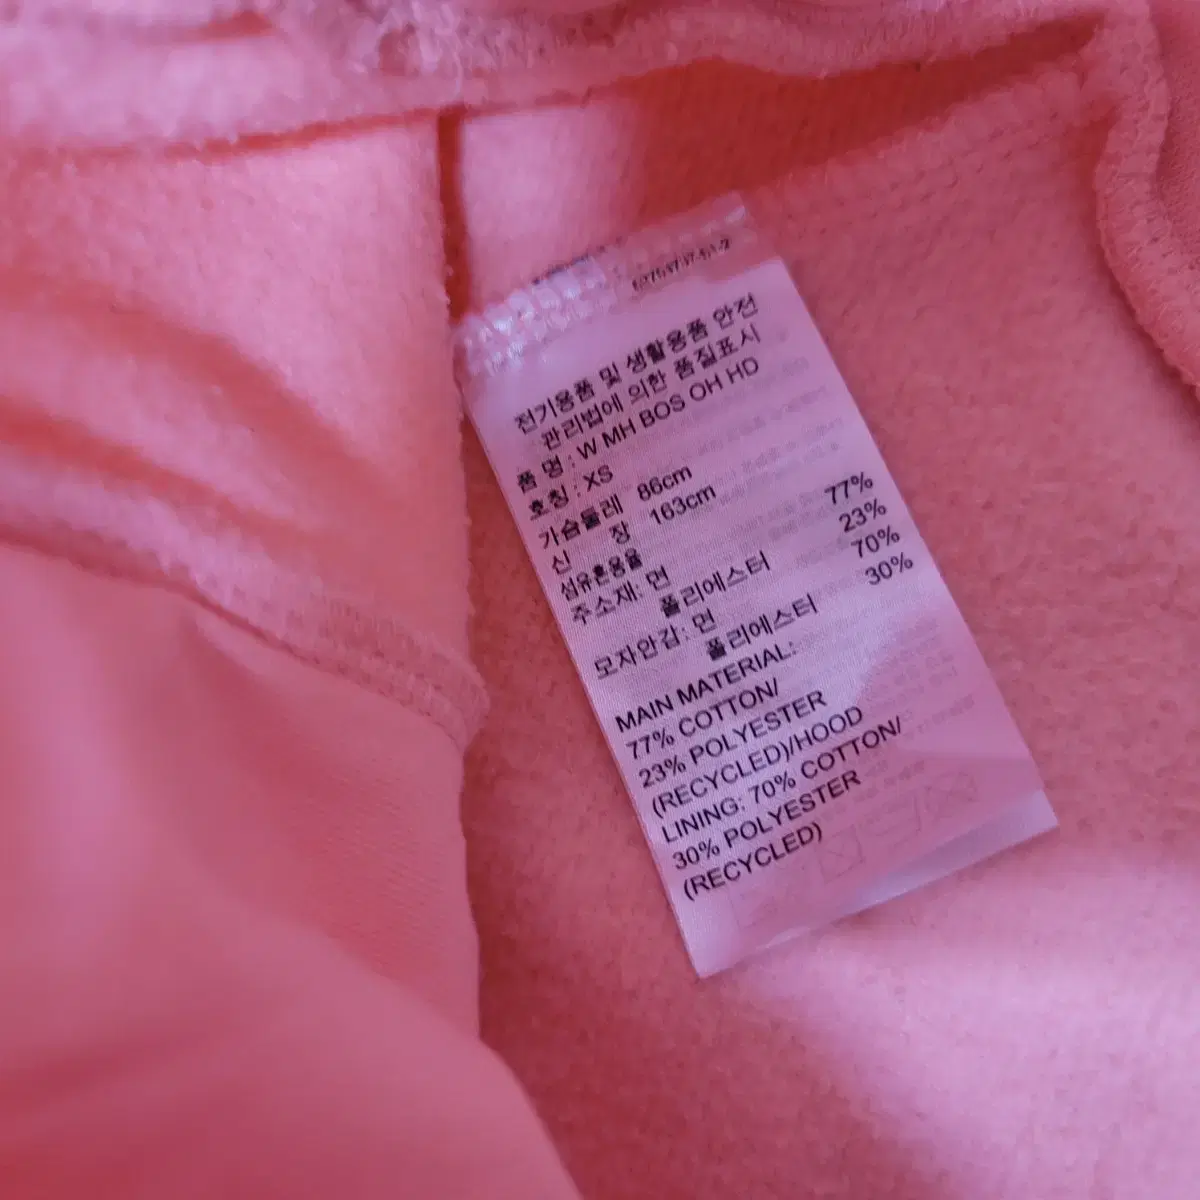 전기용품 및 생활용품 안전
관리법에 의한 품질표시
품 명 : W MH BOS OH HD
호칭 : XS
가슴둘레 86cm
신 장 163cm
섬유혼용율
주소재: 면 77%
폴리에스터 23%
모자안감: 면 70%
폴리에스터 30%
MAIN MATERIAL:
77% COTTON/
23% POLYESTER
(RECYCLED)/HOOD
LINING: 70% COTTON/
30% POLYESTER
(RECYCLED)